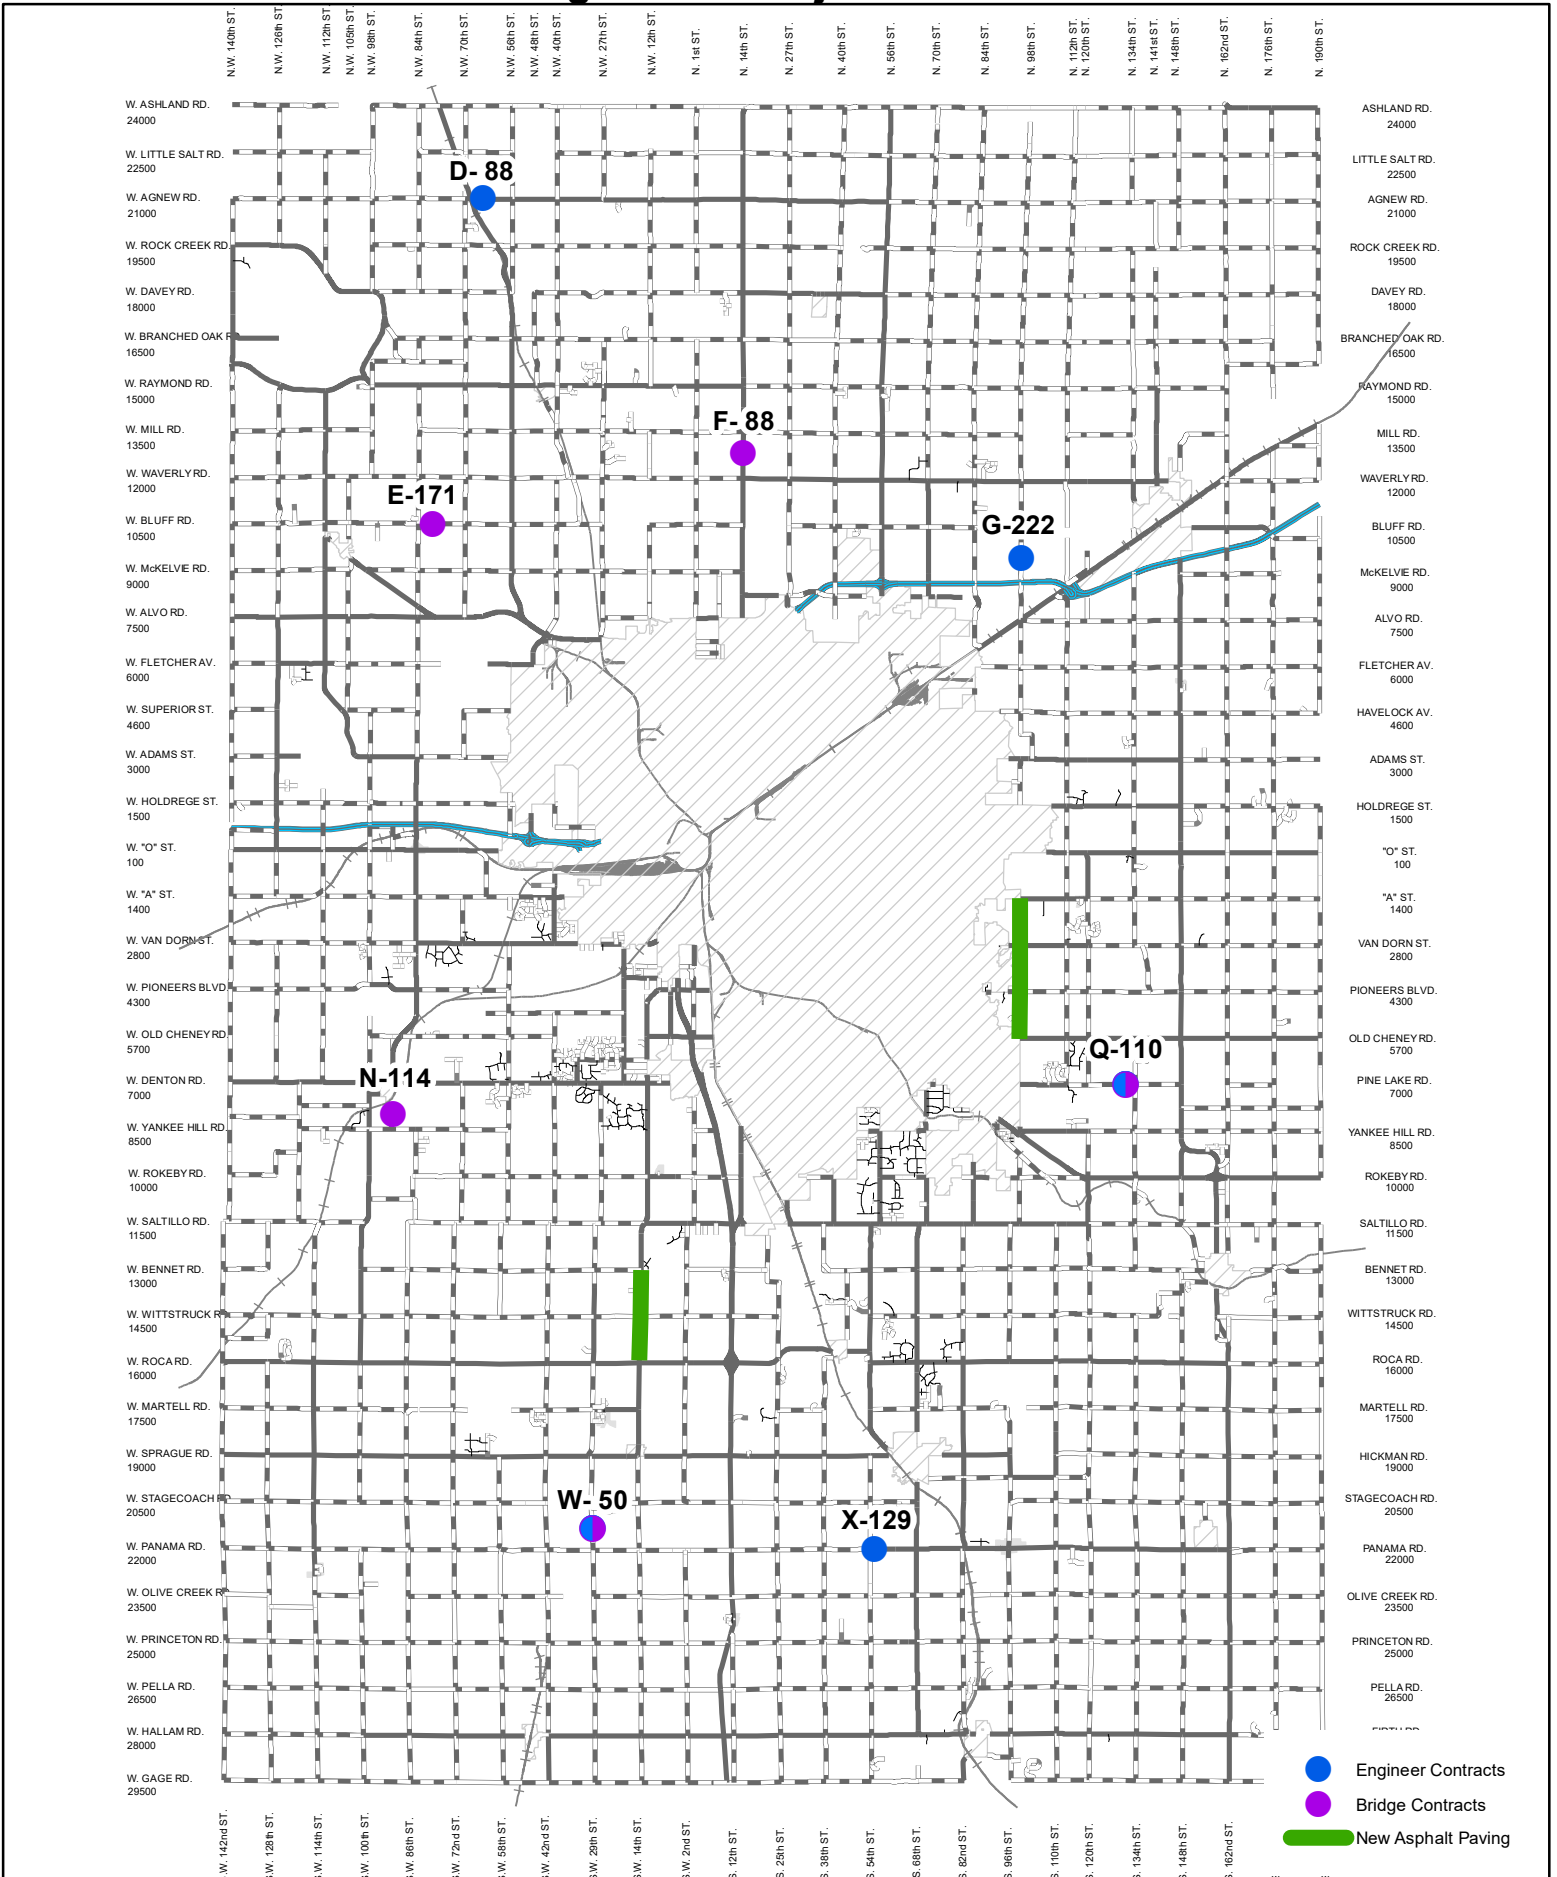 N.W. 140th ST.
N.W. 126th ST.
N.W. 112th ST.
N.W. 105th ST.
N.W. 98th ST.
N.W. 84th ST.
N.W. 70th ST.
N.W. 56th ST.
N.W. 48th ST.
N.W. 40th ST.
N.W. 27th ST.
N.W. 12th ST.
N. 1st ST.
N. 14th ST.
N. 27th ST.
N. 40th ST.
N. 56th ST.
N. 70th ST.
N. 84th ST.
N. 98th ST.
N. 112th ST.
N. 120th ST.
N. 134th ST.
N. 141st ST.
N. 148th ST.
N. 162nd ST.
N. 176th ST.
N. 190th ST.
W. ASHLAND RD.
24000
W. LITTLE SALT RD.
22500
W. AGNEW RD.
21000
W. ROCK CREEK RD.
19500
W. DAVEY RD.
18000
W. BRANCHED OAK R
16500
W. RAYMOND RD.
15000
W. MILL RD.
13500
W. WAVERLY RD.
12000
W. BLUFF RD.
10500
W. McKELVIE RD.
9000
W. ALVO RD.
7500
W. FLETCHER AV.
6000
W. SUPERIOR ST.
4600
W. ADAMS ST.
3000
W. HOLDREGE ST.
1500
W. "O" ST.
100
W. "A" ST.
1400
W. VAN DORN ST.
2800
W. PIONEERS BLVD.
4300
W. OLD CHENEY RD.
5700
W. DENTON RD.
7000
W. YANKEE HILL RD.
8500
W. ROKEBY RD.
10000
W. SALTILLO RD.
11500
W. BENNET RD.
13000
W. WITTSTRUCK R
14500
W. ROCA RD.
16000
W. MARTELL RD.
17500
W. SPRAGUE RD.
19000
W. STAGECOACH RD
20500
W. PANAMA RD.
22000
W. OLIVE CREEK R
23500
W. PRINCETON RD.
25000
W. PELLA RD.
26500
W. HALLAM RD.
28000
W. GAGE RD.
29500
D- 88
F- 88
E-171
G-222
Q-110
N-114
W- 50
X-129
ASHLAND RD.
24000
LITTLE SALT RD.
22500
AGNEW RD.
21000
ROCK CREEK RD.
19500
DAVEY RD.
18000
BRANCHED OAK RD.
16500
RAYMOND RD.
15000
MILL RD.
13500
WAVERLY RD.
12000
BLUFF RD.
10500
McKELVIE RD.
9000
ALVO RD.
7500
FLETCHER AV.
6000
HAVELOCK AV.
4600
ADAMS ST.
3000
HOLDREGE ST.
1500
"O" ST.
100
"A" ST.
1400
VAN DORN ST.
2800
PIONEERS BLVD.
4300
OLD CHENEY RD.
5700
PINE LAKE RD.
7000
YANKEE HILL RD.
8500
ROKEBY RD.
10000
SALTILLO RD.
11500
BENNET RD.
13000
WITTSTRUCK RD.
14500
ROCA RD.
16000
MARTELL RD.
17500
HICKMAN RD.
19000
STAGECOACH RD.
20500
PANAMA RD.
22000
OLIVE CREEK RD.
23500
PRINCETON RD.
25000
PELLA RD.
26500
Engineer Contracts
Bridge Contracts
New Asphalt Paving
.W. 142nd ST.
S.W. 128th ST.
S.W. 114th ST.
S.W. 100th ST.
S.W. 86th ST.
S.W. 72nd ST.
S.W. 58th ST.
S.W. 42nd ST.
S.W. 29th ST.
S.W. 14th ST.
S.W. 2nd ST.
S. 12th ST.
S. 25th ST.
S. 38th ST.
S. 54th ST.
S. 68th ST.
S. 82nd ST.
S. 96th ST.
S. 110th ST.
S. 120th ST.
S. 134th ST.
S. 148th ST.
S. 162nd ST.